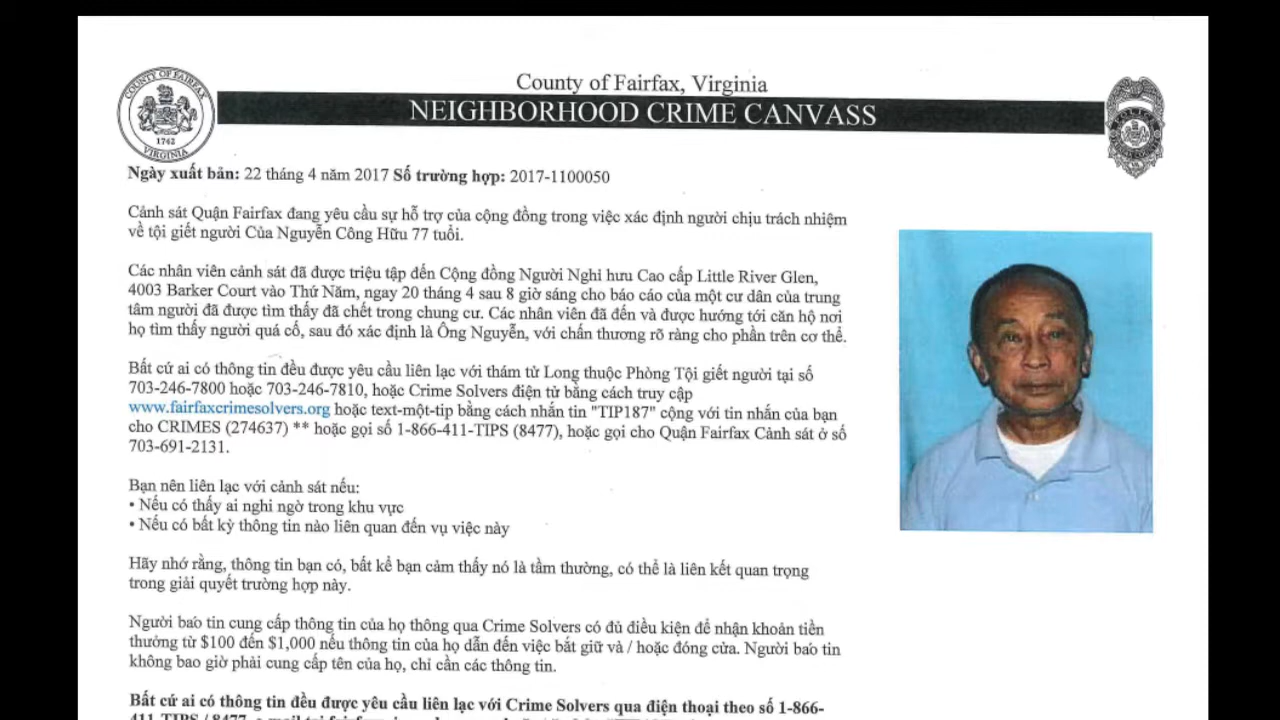 County of Fairfax, Virginia
NEIGHBORHOOD CRIME CANVASS
COUNTY OF FAIRFAX
1742
VIRGINIA
Ngày xuất bản: 22 tháng 4 năm 2017 Số trường hợp: 2017-1100050
Cảnh sát Quận Fairfax đang yêu cầu sự hỗ trợ của cộng đồng trong việc xác định người chịu trách nhiệm
về tội giết người Của Nguyễn Công Hữu 77 tuổi.
Các nhân viên cảnh sát đã được triệu tập đến Cộng đồng Người Nghi hưu Cao cấp Little River Glen,
4003 Barker Court vào Thứ Năm, ngay 20 tháng 4 sau 8 giờ sáng cho báo cáo của một cư dân của trung
tâm người đã được tìm thấy đã chết trong chung cư. Các nhân viên đã đến và được hướng tới căn hộ nơi
họ tìm thấy người quá cố, sau đó xác định là Ông Nguyễn, với chấn thương rõ ràng cho phần trên cơ thể.
Bất cứ ai có thông tin đều được yêu cầu liên lạc với thám tử Long thuộc Phòng Tội giết người tại số
703-246-7800 hoặc 703-246-7810, hoặc Crime Solvers điện tử bằng cách truy cập
www.fairfaxcrimesolvers.org hoặc text-một-tip bằng cách nhắn tin "TIP187" cộng với tin nhắn của bạn
cho CRIMES (274637) ** hoặc gọi số 1-866-411-TIPS (8477), hoặc gọi cho Quận Fairfax Cảnh sát ở số
703-691-2131.
Bạn nên liên lạc với cảnh sát nếu:
• Nếu có thấy ai nghi ngờ trong khu vực
• Nếu có bất kỳ thông tin nào liên quan đến vụ việc này
Hãy nhớ rằng, thông tin bạn có, bất kể bạn cảm thấy nó là tầm thường, có thể là liên kết quan trọng
trong giải quyết trường hợp này.
Người báo tin cung cấp thông tin của họ thông qua Crime Solvers có đủ điều kiện để nhận khoản tiền
thưởng từ $100 đến $1,000 nếu thông tin của họ dẫn đến việc bắt giữ và / hoặc đóng cửa. Người báo tin
không bao giờ phải cung cấp tên của họ, chỉ cần các thông tin.
Bất cứ ai có thông tin đều được yêu cầu liên lạc với Crime Solvers qua điện thoại theo số 1-866-